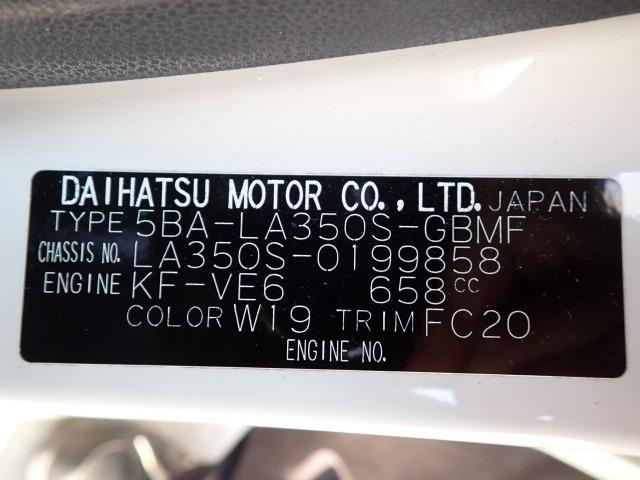 DAIHATSU MOTOR CO., LTD. JAPAN
TYPE 5BA-LA350S-GBMF
CHASSIS NO. LA350S-0199858
ENGINE KF-VE6 658CC
COLOR W19 TRIM FC20
ENGINE NO.